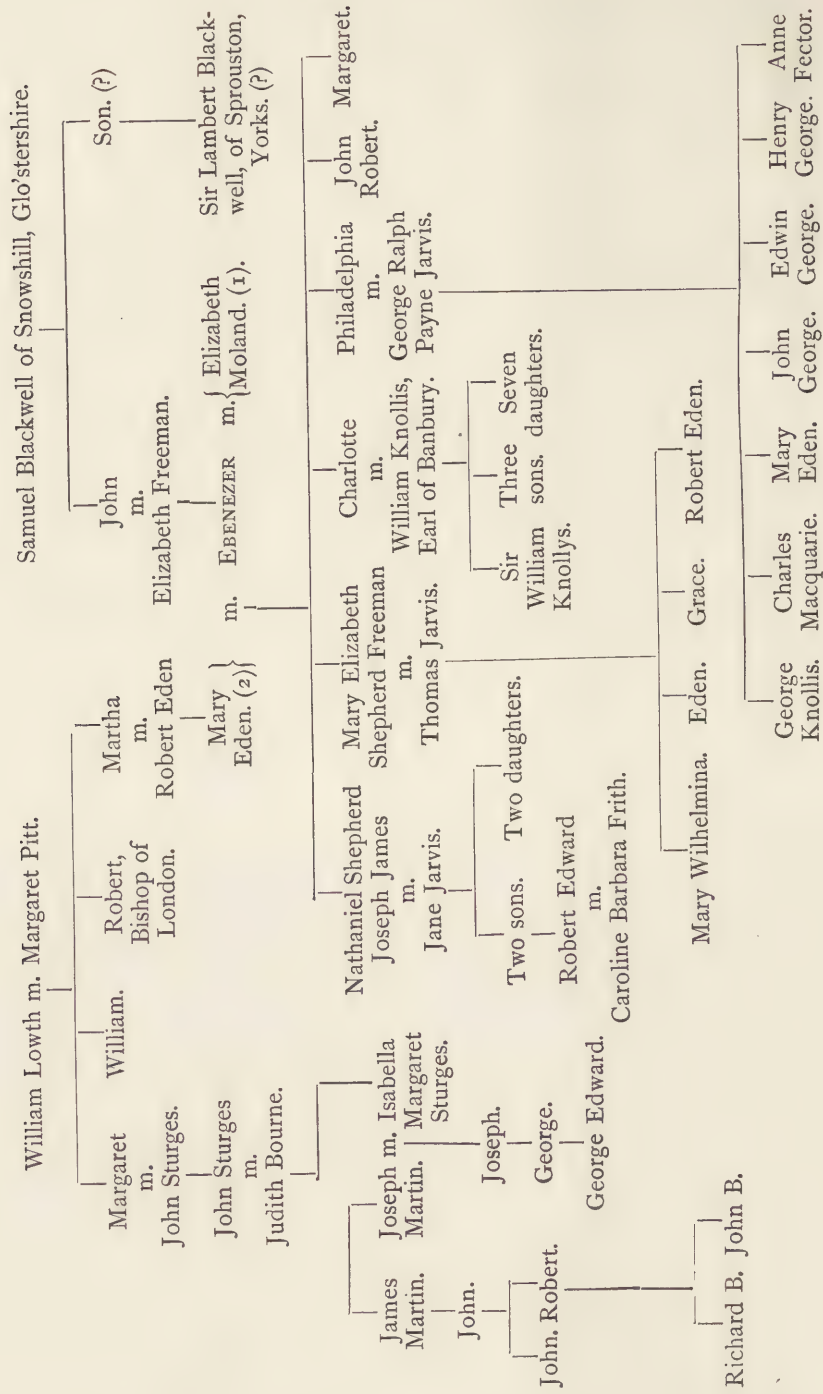 William Lowth m. Margaret Pitt.
Samuel Blackwell of Snowshill, Glo'stershire.
Margaret
m.
John Sturges.
William.
Robert,
Bishop of
London.
Martha
m.
Robert Eden
John
m.
Elizabeth Freeman.
Son. (?)
John Sturges
m.
Judith Bourne.
Mary
Eden. (2)}
m. EBENEZER m.
{Elizabeth
Moland. (1).
Sir Lambert Black-
well, of Sprouston,
Yorks. (?)
James
Martin.
Joseph m. Isabella
Martin. Margaret
Sturges.
Nathaniel Shepherd
Joseph James
m.
Jane Jarvis.
Mary Elizabeth
Shepherd Freeman
m.
Thomas Jarvis.
Charlotte
m.
William Knollis,
Earl of Banbury.
Philadelphia
m.
George Ralph
Payne Jarvis.
John
Robert.
Margaret.
John.
Joseph.
George.
George Edward.
Two sons. Two daughters.
Robert Edward
m.
Caroline Barbara Frith.
Sir
William
Knollys.
Three
sons.
Seven
daughters.
John. Robert.
Mary Wilhelmina. Eden. Grace. Robert Eden.
Richard B. John B.
George
Knollis.
Charles
Macquarie.
Mary
Eden.
John
George.
Edwin
George.
Henry
George.
Anne
Fector.